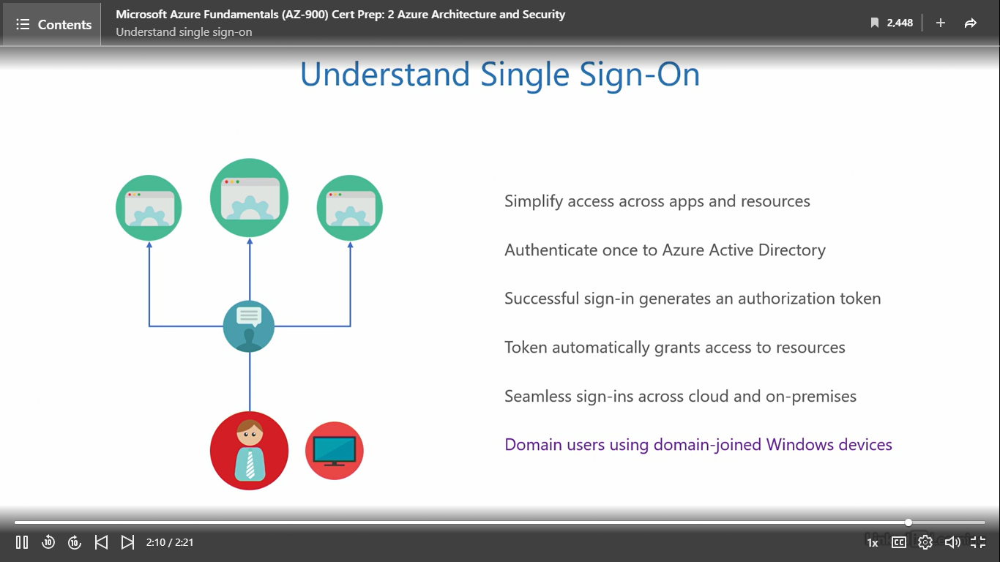 Contents
Microsoft Azure Fundamentals (AZ-900) Cert Prep: 2 Azure Architecture and Security
Understand single sign-on
2,448
Understand Single Sign-On
Simplify access across apps and resources
Authenticate once to Azure Active Directory
Successful sign-in generates an authorization token
Token automatically grants access to resources
Seamless sign-ins across cloud and on-premises
Domain users using domain-joined Windows devices
10
10
2:10 / 2:21
1x
CC